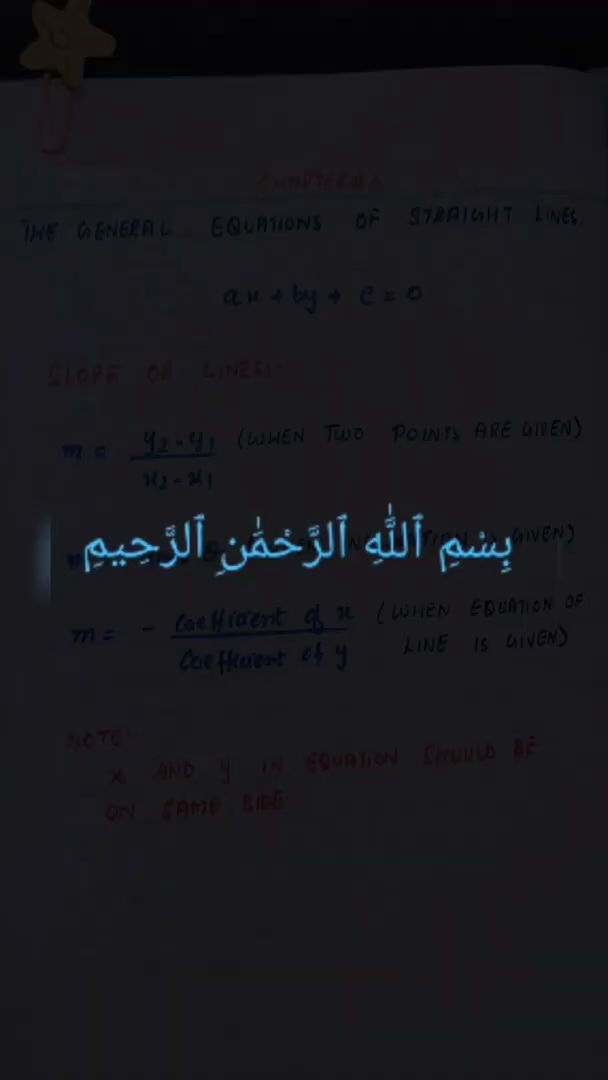 CHAPTER # :
THE GENERAL EQUATIONS OF STRAIGHT LINES
ax + by + c = 0
SLOPE OF LINES:-
m = y2 - y1 / x2 - x1 (WHEN TWO POINTS ARE GIVEN)
بِسْمِ ٱللَّٰهِ ٱلرَّحْمَٰنِ ٱلرَّحِيمِ
GIVEN)
m = - Coefficient of x / Coefficient of y (WHEN EQUATION OF
LINE IS GIVEN)
NOTE:
x AND y IN EQUATION SHOULD BE
ON SAME SIDE